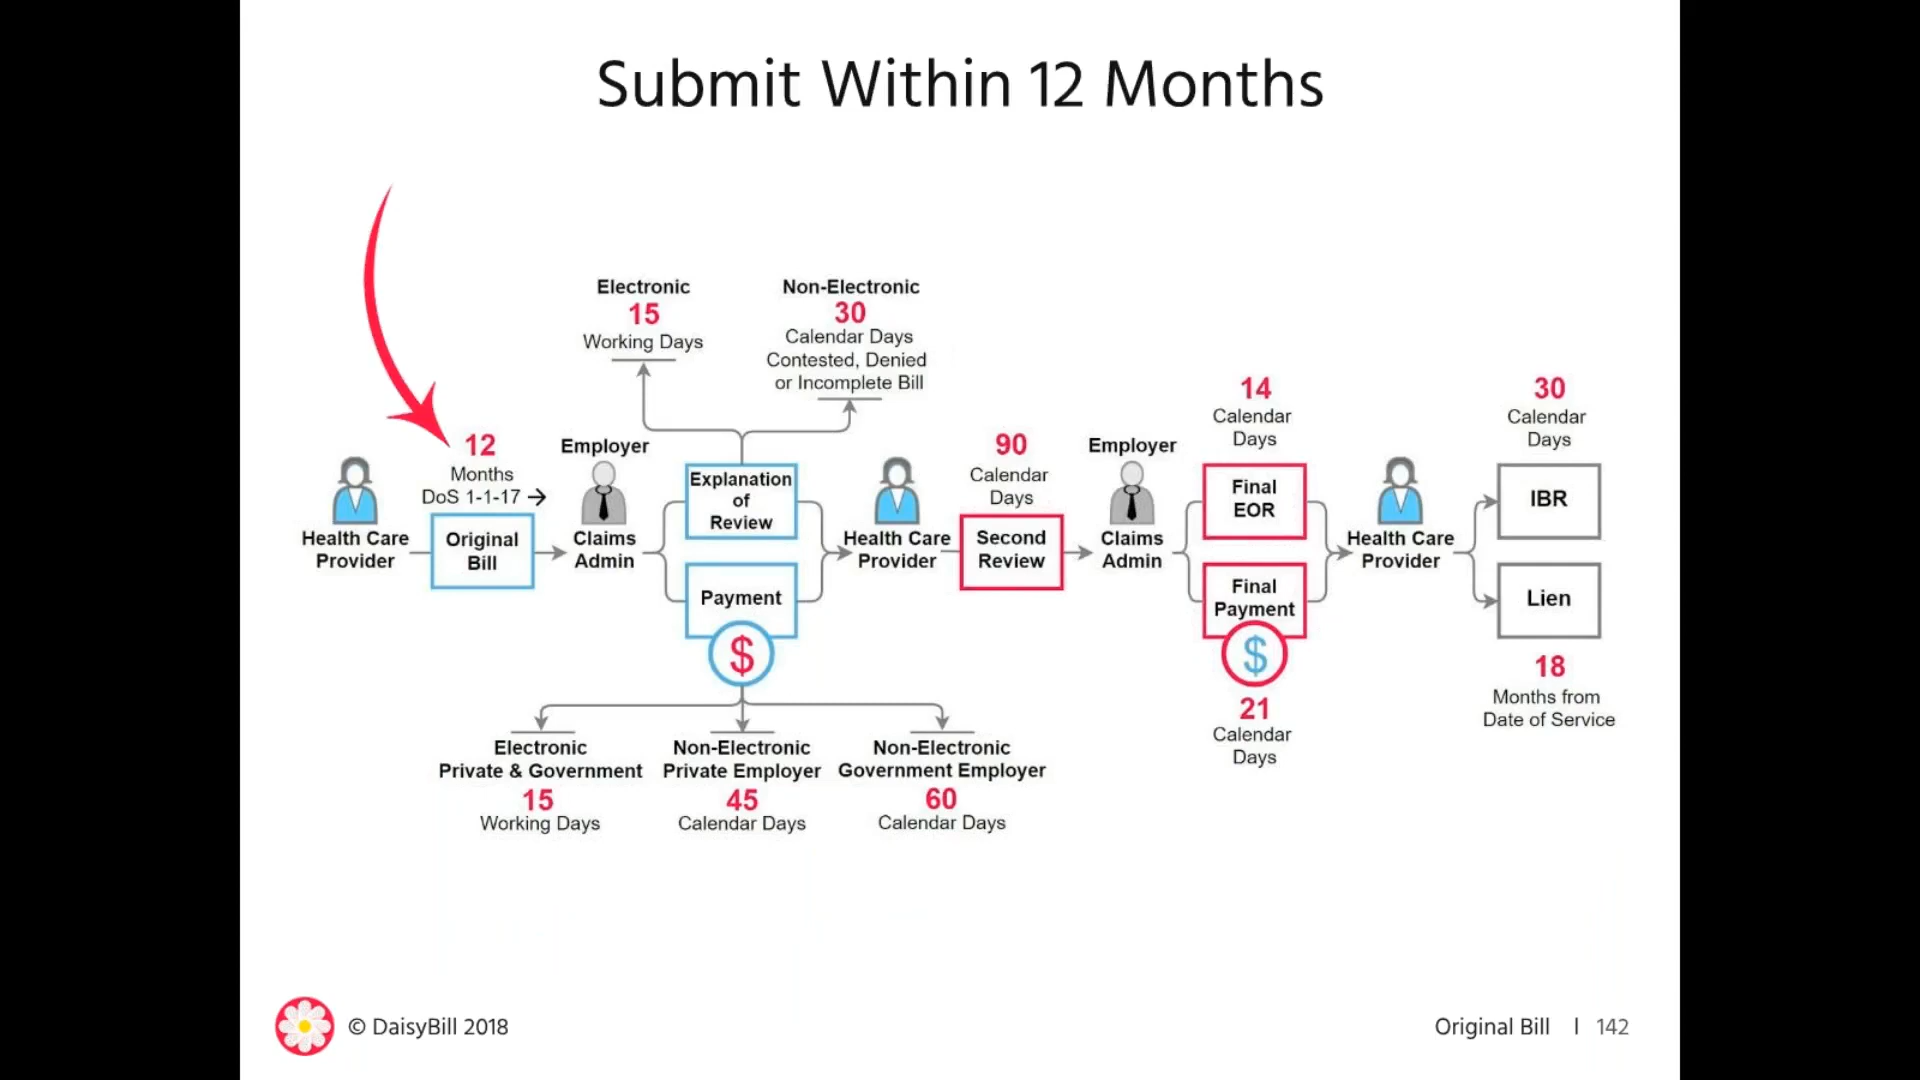 Submit Within 12 Months
Electronic
15
Working Days
Non-Electronic
30
Calendar Days
Contested, Denied
or Incomplete Bill
12
Months
DoS 1-1-17 →
Health Care
Provider
Original
Bill
Employer
Claims
Admin
Explanation
of
Review
Payment
$
Electronic
Private & Government
15
Working Days
Non-Electronic
Private Employer
45
Calendar Days
Non-Electronic
Government Employer
60
Calendar Days
Health Care
Provider
90
Calendar
Days
Second
Review
Employer
Claims
Admin
14
Calendar
Days
Final
EOR
Final
Payment
$
21
Calendar
Days
Health Care
Provider
30
Calendar
Days
IBR
Lien
18
Months from
Date of Service
© DaisyBill 2018
Original Bill | 142